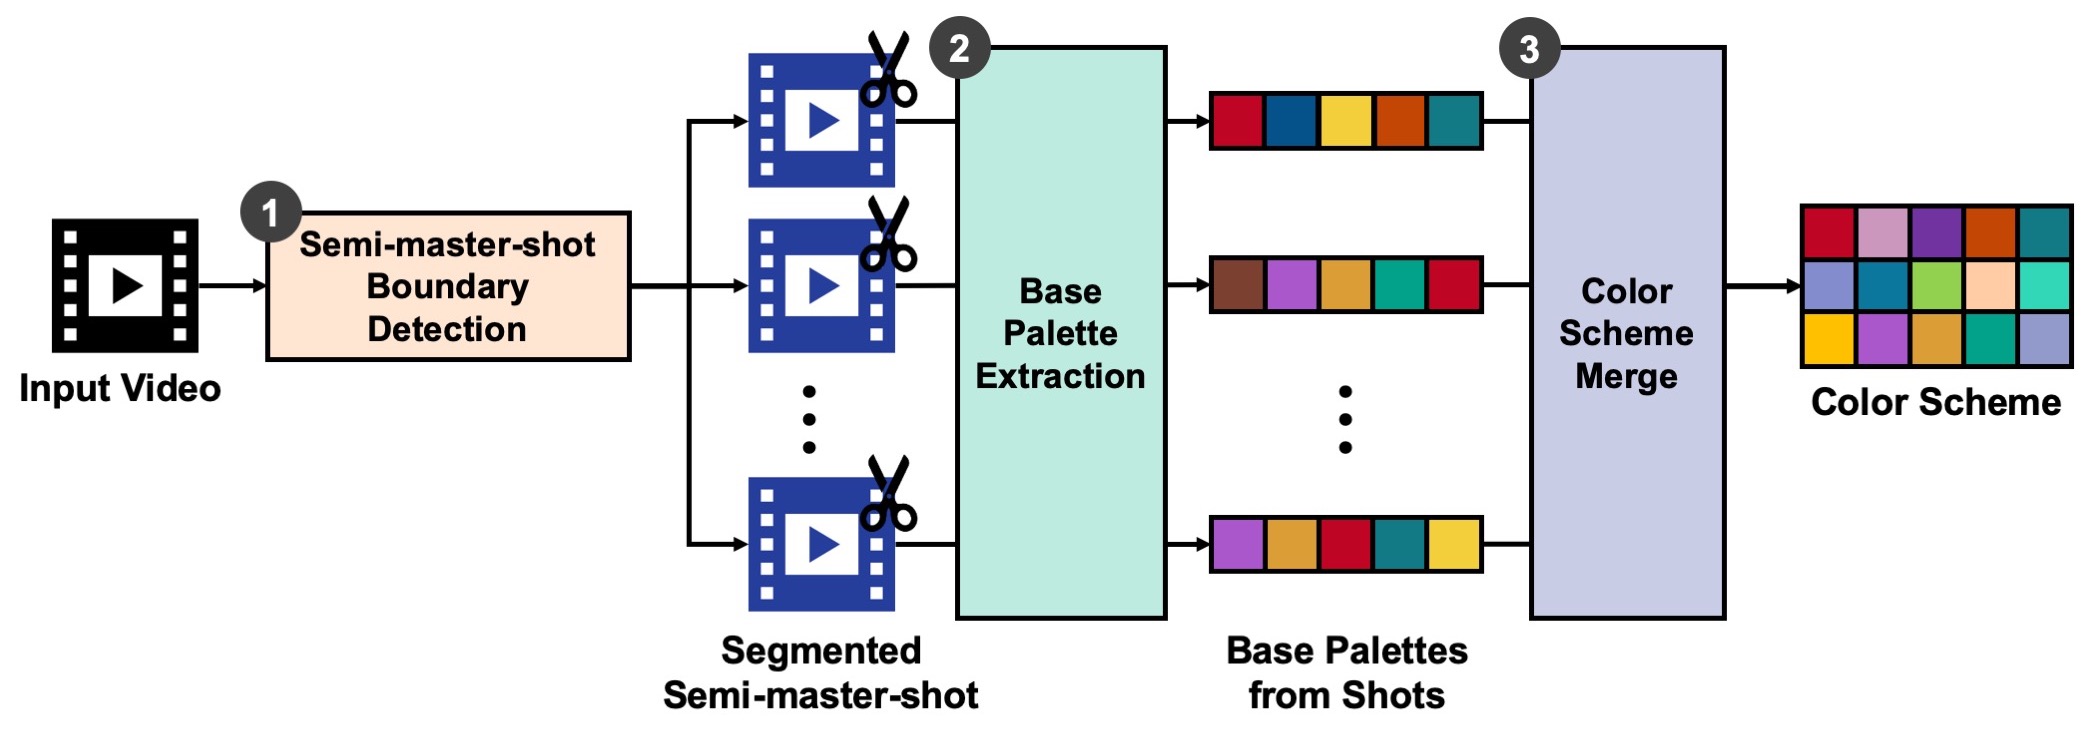 1
Semi-master-shot
Boundary
Detection
Input Video
2
Base
Palette
Extraction
Segmented
Semi-master-shot
Base Palettes
from Shots
3
Color
Scheme
Merge
Color Scheme